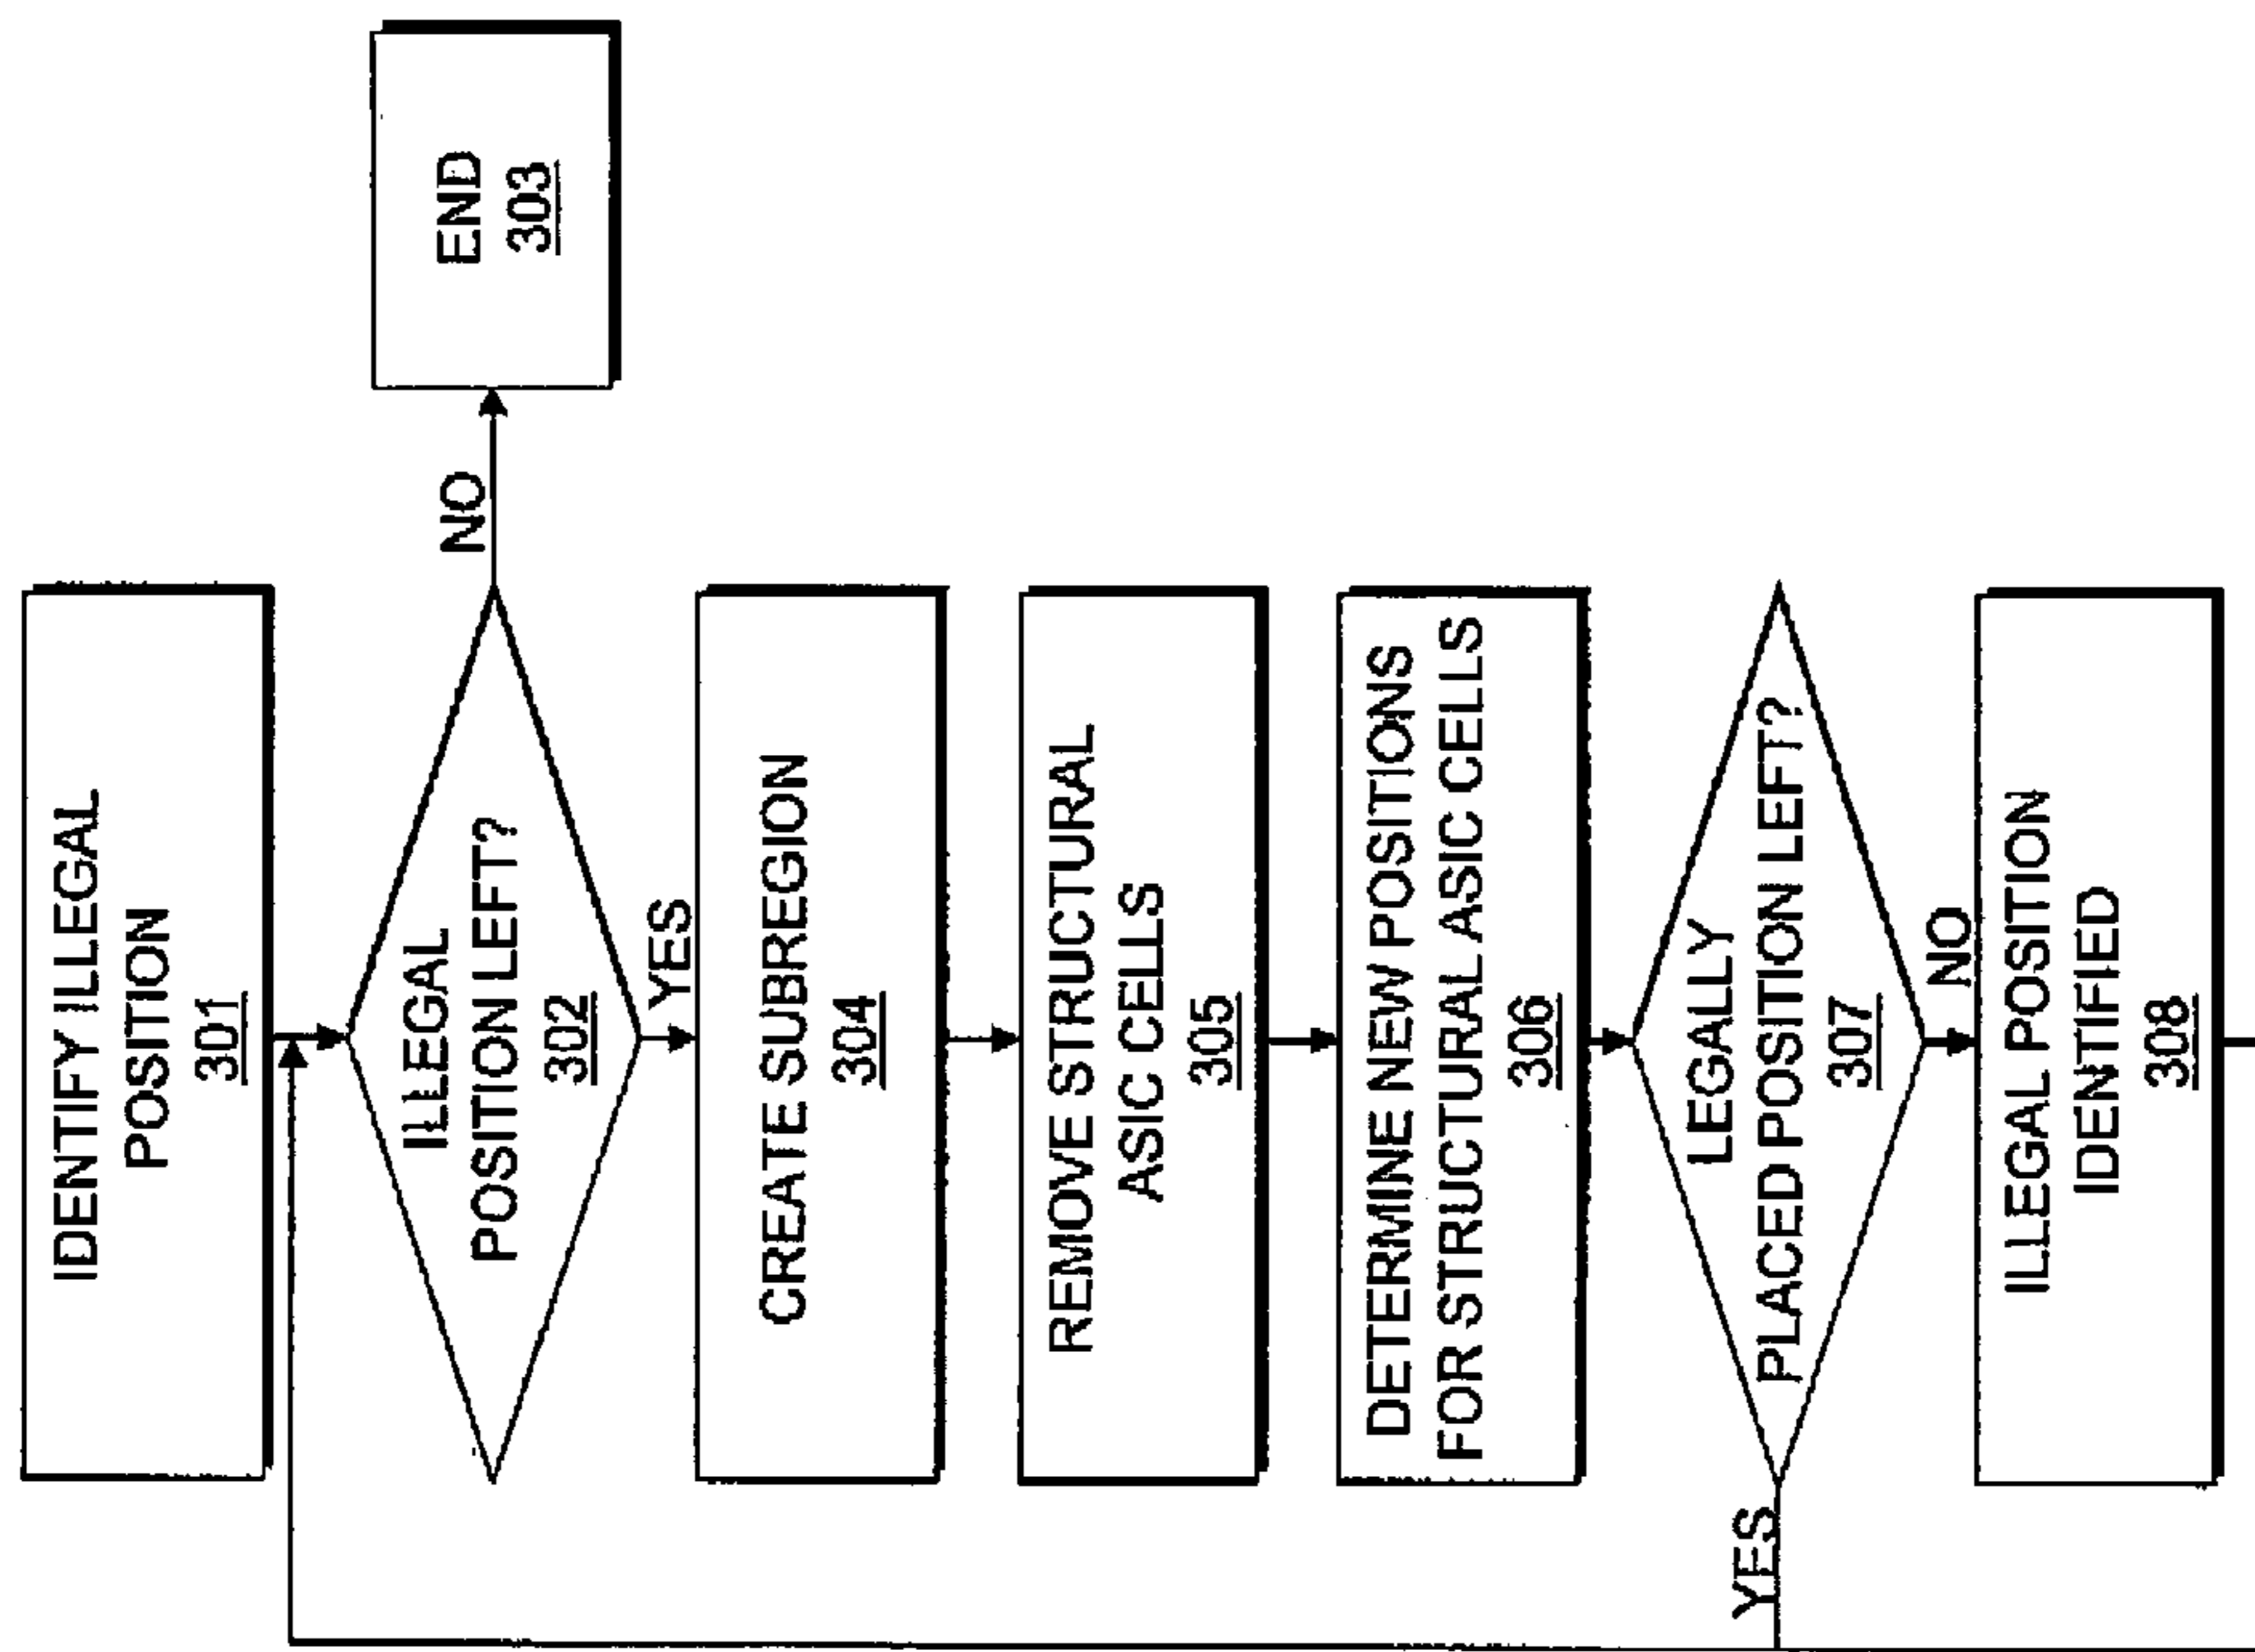 IDENTIFY ILLEGAL
POSITION
301
ILLEGAL
POSITION LEFT?
302
NO
END
303
YES
CREATE SUBREGION
304
REMOVE STRUCTURAL
ASIC CELLS
305
DETERMINE NEW POSITIONS
FOR STRUCTURAL ASIC CELLS
306
LEGALLY
PLACED POSITION LEFT?
307
YES
NO
ILLEGAL POSITION
IDENTIFIED
308